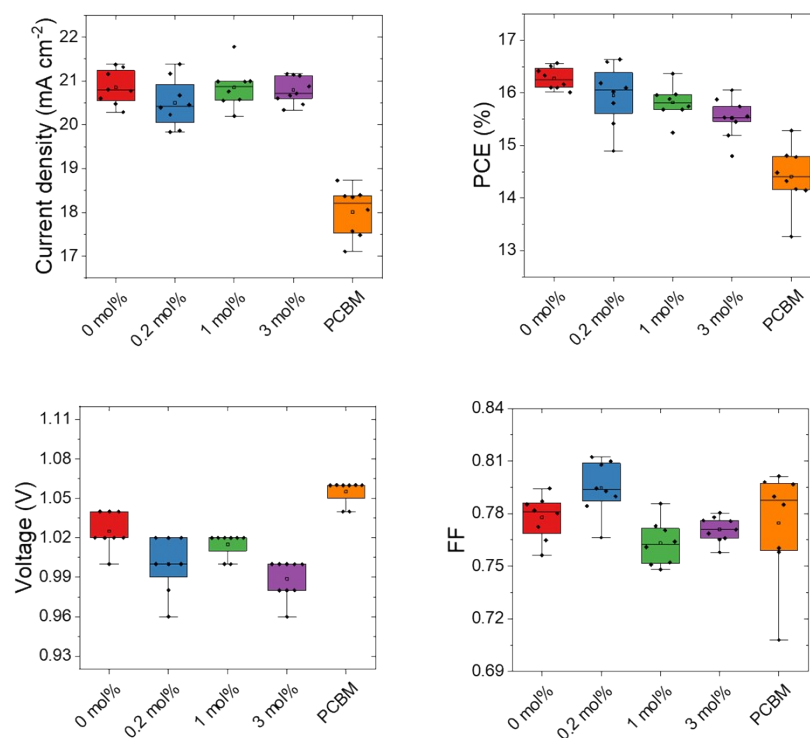 Current density (mA cm⁻²)
22
21
20
19
18
17
0 mol%
0.2 mol%
1 mol%
3 mol%
PCBM
PCE (%)
17
16
15
14
13
0 mol%
0.2 mol%
1 mol%
3 mol%
PCBM
Voltage (V)
1.11
1.08
1.05
1.02
0.99
0.96
0.93
0 mol%
0.2 mol%
1 mol%
3 mol%
PCBM
FF
0.84
0.81
0.78
0.75
0.72
0.69
0 mol%
0.2 mol%
1 mol%
3 mol%
PCBM